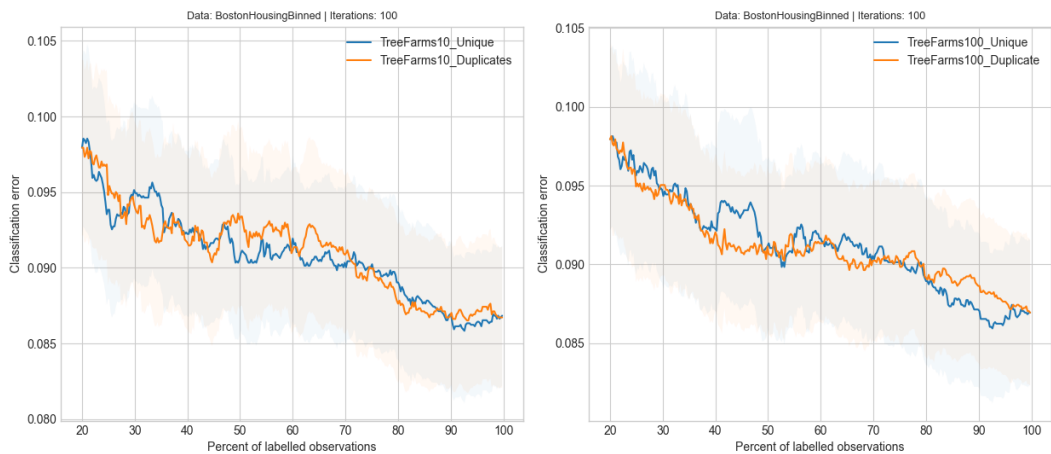 Data: BostonHousingBinned | Iterations: 100
TreeFarms10_Unique
TreeFarms10_Duplicates
0.105
0.100
0.095
0.090
0.085
0.080
Classification error
20 30 40 50 60 70 80 90 100
Percent of labelled observations
Data: BostonHousingBinned | Iterations: 100
TreeFarms100_Unique
TreeFarms100_Duplicate
0.105
0.100
0.095
0.090
0.085
Classification error
20 30 40 50 60 70 80 90 100
Percent of labelled observations